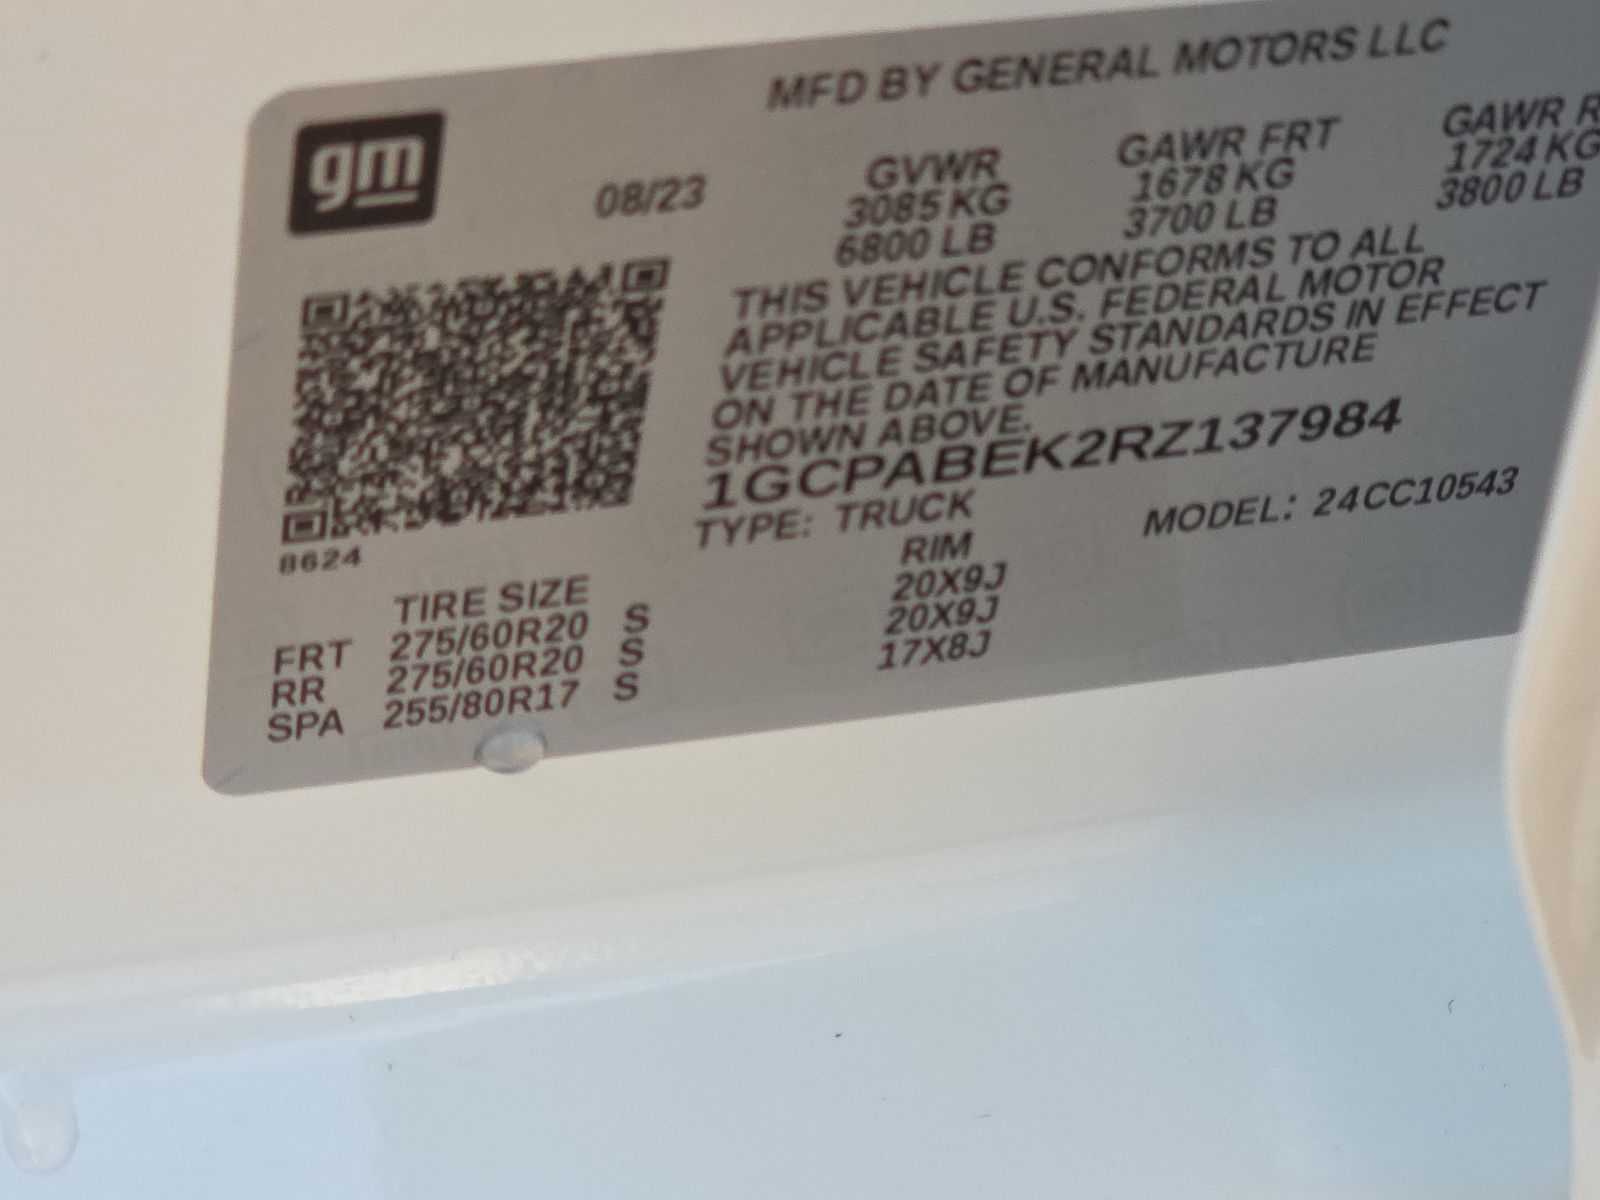 gm
MFD BY GENERAL MOTORS LLC
08/23
GVWR GAWR FRT GAWR R
3085 KG 1678 KG 1724 KG
6800 LB 3700 LB 3800 LB
THIS VEHICLE CONFORMS TO ALL
APPLICABLE U.S. FEDERAL MOTOR
VEHICLE SAFETY STANDARDS IN EFFECT
ON THE DATE OF MANUFACTURE
SHOWN ABOVE.
1GCPABEK2RZ137984
TYPE: TRUCK MODEL: 24CC10543
8624
TIRE SIZE RIM
FRT 275/60R20 S 20X9J
RR 275/60R20 S 20X9J
SPA 255/80R17 S 17X8J